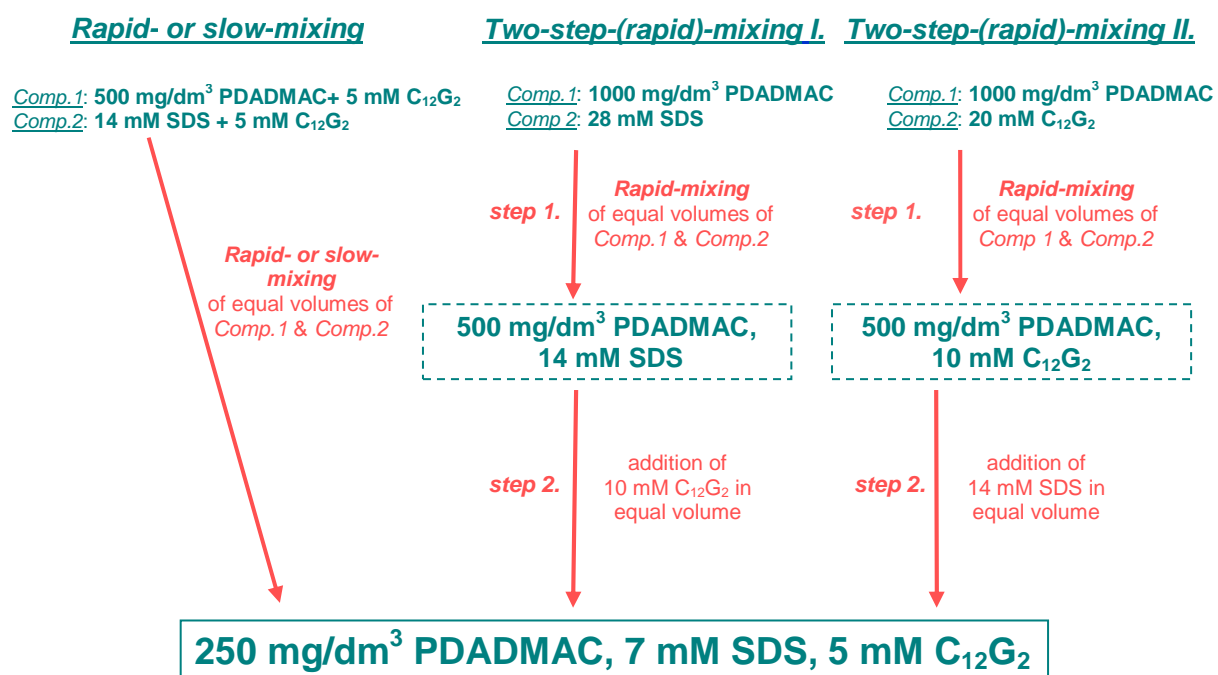 Rapid- or slow-mixing
Comp.1: 500 mg/dm³ PDADMAC+ 5 mM C₁₂G₂
Comp.2: 14 mM SDS + 5 mM C₁₂G₂
Rapid- or slow-
mixing
of equal volumes of
Comp.1 & Comp.2
Two-step-(rapid)-mixing I.
Comp.1: 1000 mg/dm³ PDADMAC
Comp 2: 28 mM SDS
step 1.
Rapid-mixing
of equal volumes of
Comp.1 & Comp.2
500 mg/dm³ PDADMAC,
14 mM SDS
step 2.
addition of
10 mM C₁₂G₂ in
equal volume
Two-step-(rapid)-mixing II.
Comp.1: 1000 mg/dm³ PDADMAC
Comp.2: 20 mM C₁₂G₂
step 1.
Rapid-mixing
of equal volumes of
Comp 1 & Comp.2
500 mg/dm³ PDADMAC,
10 mM C₁₂G₂
step 2.
addition of
14 mM SDS in
equal volume
250 mg/dm³ PDADMAC, 7 mM SDS, 5 mM C₁₂G₂